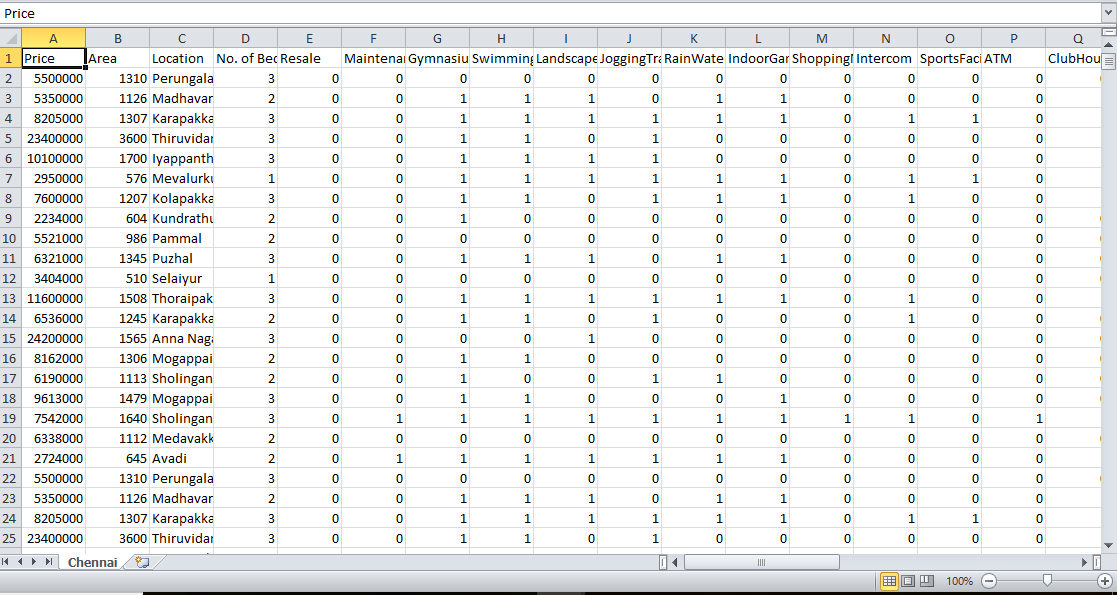 Price
A B C D E F G H I J K L M N O P Q
1 Price Area Location No. of Bec Resale Maintenar Gymnasiu Swimming Landscape JoggingTra RainWate IndoorGar Shopping Intercom SportsFaci ATM ClubHou
2 5500000 1310 Perungala 3 0 0 0 0 0 0 0 0 0 0 0 0
3 5350000 1126 Madhavar 2 0 0 1 1 1 0 1 1 0 0 0 0
4 8205000 1307 Karapakka 3 0 0 1 1 1 1 1 1 0 1 1 0
5 23400000 3600 Thiruvidar 3 0 0 1 1 0 1 0 0 0 0 0 0
6 10100000 1700 Iyappanth 3 0 0 1 1 1 1 0 0 0 0 0 0
7 2950000 576 Mevalurku 1 0 0 1 1 1 1 1 1 0 1 1 0
8 7600000 1207 Kolapakka 3 0 0 1 1 0 1 1 1 0 1 0 0
9 2234000 604 Kundrathu 2 0 0 1 0 0 0 0 0 0 0 0 0
10 5521000 986 Pammal 2 0 0 0 0 0 0 0 0 0 0 0 0
11 6321000 1345 Puzhal 3 0 0 1 1 1 0 1 1 0 0 0 0
12 3404000 510 Selaiyur 1 0 0 0 0 0 0 0 0 0 0 0 0
13 11600000 1508 Thoraipak 3 0 0 1 1 1 1 1 1 0 1 0 0
14 6536000 1245 Karapakka 2 0 0 1 1 0 1 0 0 0 1 0 0
15 24200000 1565 Anna Naga 3 0 0 0 0 1 0 0 0 0 0 0 0
16 8162000 1306 Mogappai 2 0 0 1 1 0 0 0 0 0 0 0 0
17 6190000 1113 Sholingan 2 0 0 1 0 0 1 1 0 0 0 0 0
18 9613000 1479 Mogappai 3 0 0 1 1 0 0 0 1 0 0 0 0
19 7542000 1640 Sholingan 3 0 1 1 1 1 1 1 1 1 1 0 1
20 6338000 1112 Medavakk 2 0 0 0 0 0 0 0 0 0 0 0 0
21 2724000 645 Avadi 2 0 1 1 1 1 1 1 1 0 0 0 0
22 5500000 1310 Perungala 3 0 0 0 0 0 0 0 0 0 0 0 0
23 5350000 1126 Madhavar 2 0 0 1 1 1 0 1 1 0 0 0 0
24 8205000 1307 Karapakka 3 0 0 1 1 1 1 1 1 0 1 1 0
25 23400000 3600 Thiruvidar 3 0 0 1 1 0 1 0 0 0 0 0 0
Chennai
100%